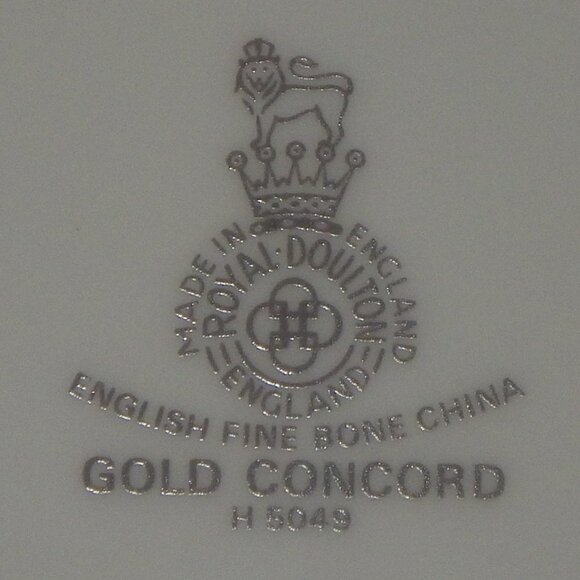 MADE IN ENGLAND
ROYAL·DOULTON
ENGLAND
ENGLISH FINE BONE CHINA
GOLD CONCORD
H 5049